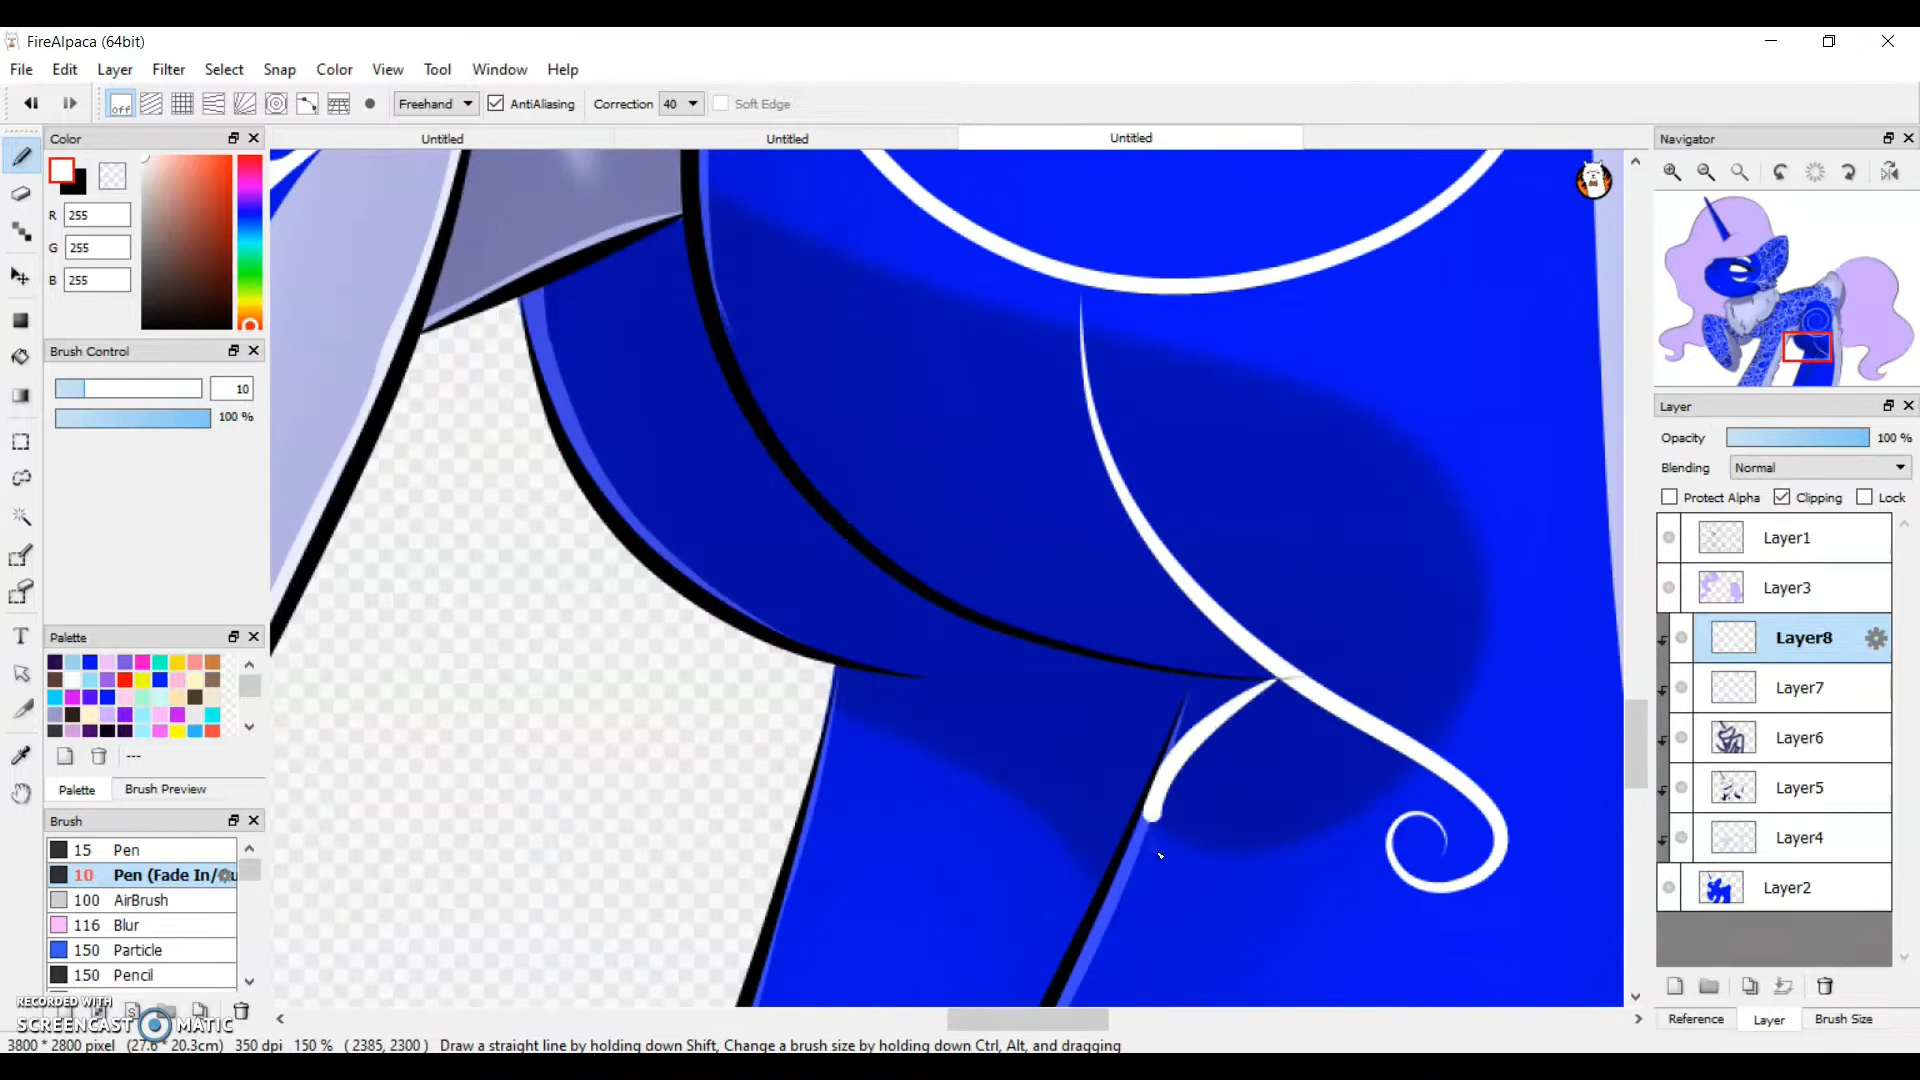 FireAlpaca (64bit)
File Edit Layer Filter Select Snap Color View Tool Window Help
off Freehand AntiAliasing Correction 40 Soft Edge
Color
Untitled Untitled Untitled
Navigator
R 255
G 255
B 255
Brush Control
10
100 %
Layer
Opacity 100 %
Blending Normal
Protect Alpha Clipping Lock
Layer1
Layer3
Layer8
Layer7
Layer6
Layer5
Layer4
Layer2
Palette
---
Palette Brush Preview
Brush
15 Pen
10 Pen (Fade In/
100 AirBrush
116 Blur
150 Particle
150 Pencil
RECORDED WITH
SCREENCAST MATIC
Reference Layer Brush Size
3800 * 2800 pixel (27.6 * 20.3cm) 350 dpi 150 % ( 2385, 2300 ) Draw a straight line by holding down Shift, Change a brush size by holding down Ctrl, Alt, and dragging